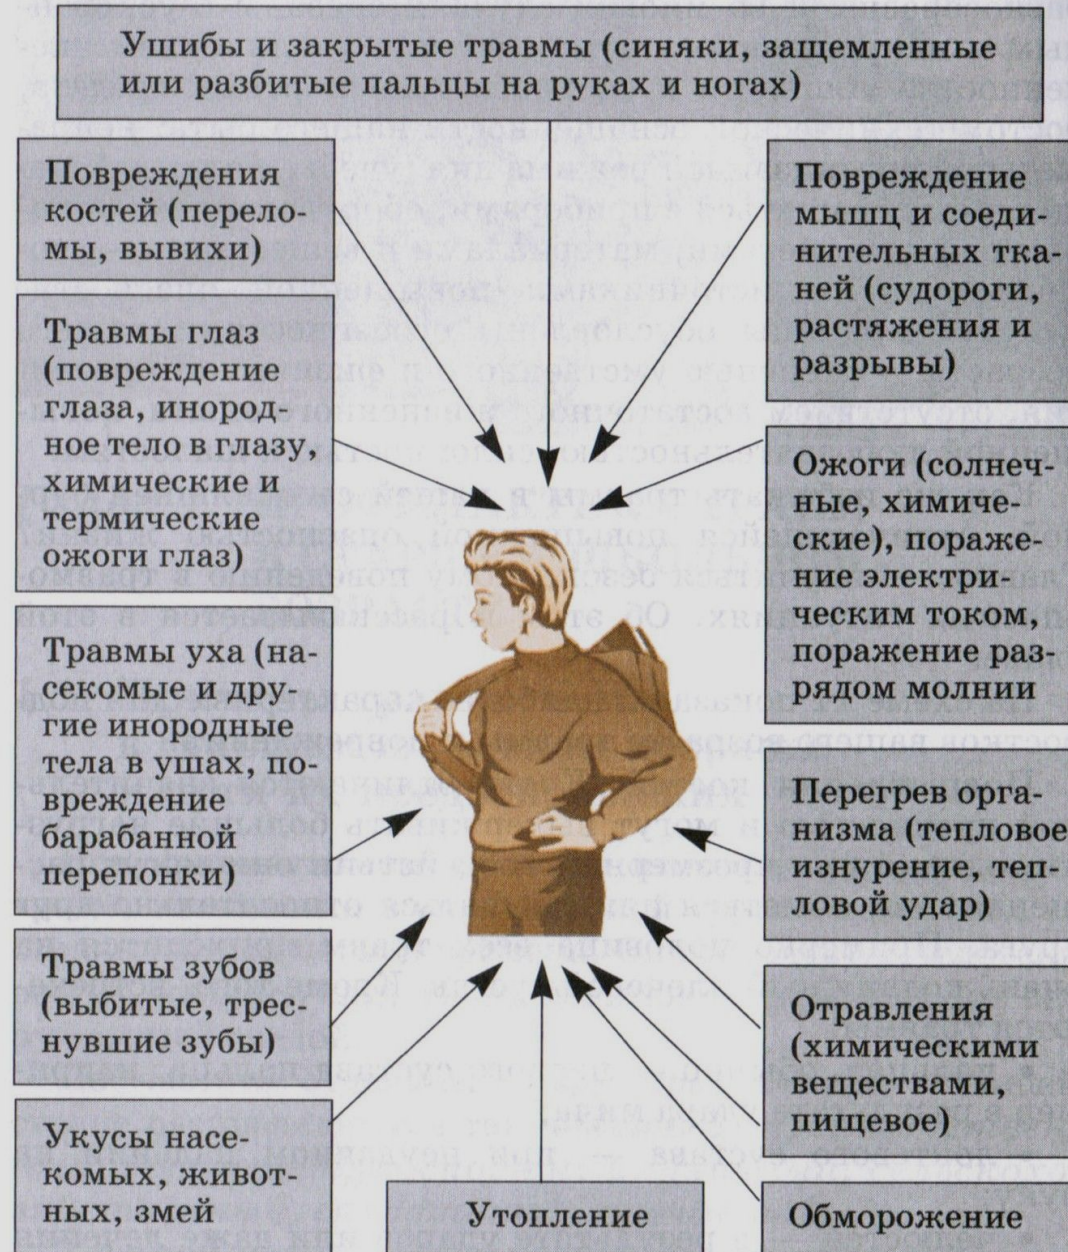 Ушибы и закрытые травмы (синяки, защемленные
или разбитые пальцы на руках и ногах)
Повреждения
костей (перело-
мы, вывихи)
Травмы глаз
(повреждение
глаза, инород-
ное тело в глазу,
химические и
термические
ожоги глаз)
Травмы уха (на-
секомые и дру-
гие инородные
тела в ушах, по-
вреждение
барабанной
перепонки)
Травмы зубов
(выбитые, трес-
нувшие зубы)
Укусы насе-
комых, живот-
ных, змей
Утопление
Повреждение
мышц и соеди-
нительных тка-
ней (судороги,
растяжения и
разрывы)
Ожоги (солнеч-
ные, химиче-
ские), пораже-
ние электри-
ческим током,
поражение раз-
рядом молнии
Перегрев орга-
низма (тепловое
изнурение, теп-
ловой удар)
Отравления
(химическими
веществами,
пищевое)
Обморожение